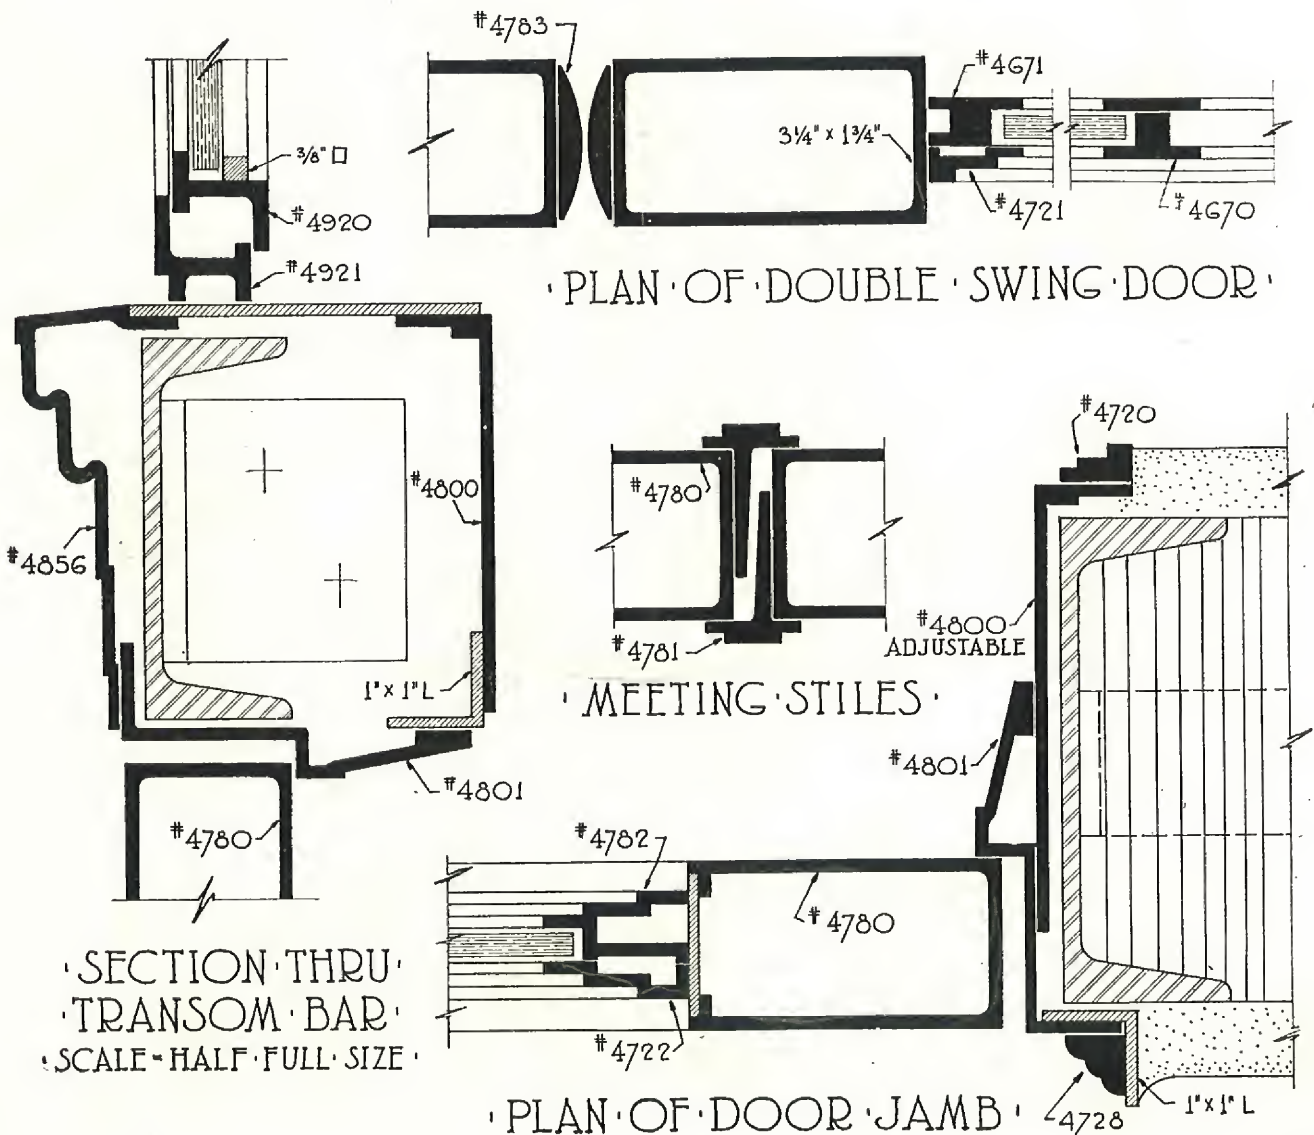 #4783
#4671
3¼" x 1¾"
#4721
#4670
· PLAN · OF · DOUBLE · SWING · DOOR ·
⅜" □
#4920
#4921
#4800
#4856
1" x 1" L
#4801
#4780
· SECTION · THRU ·
· TRANSOM · BAR ·
· SCALE = HALF · FULL · SIZE ·
#4780
#4781
· MEETING · STILES ·
#4720
#4800
ADJUSTABLE
#4801
#4782
#4780
#4722
4728
1" x 1" L
· PLAN · OF · DOOR · JAMB ·